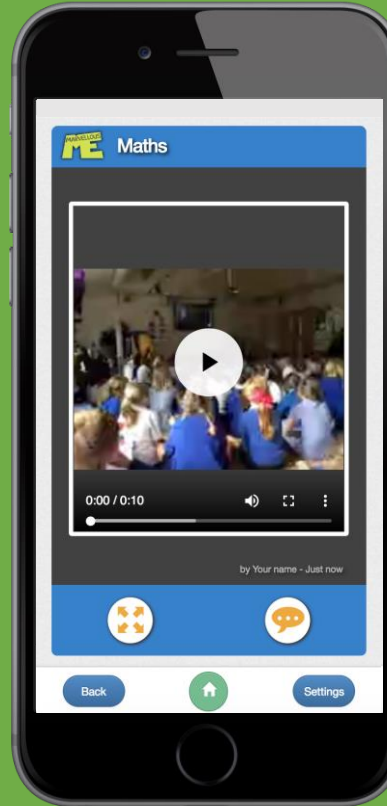 MARVELLOUS
ME
Maths
0:00 / 0:10
by Your name - Just now
Back
Settings